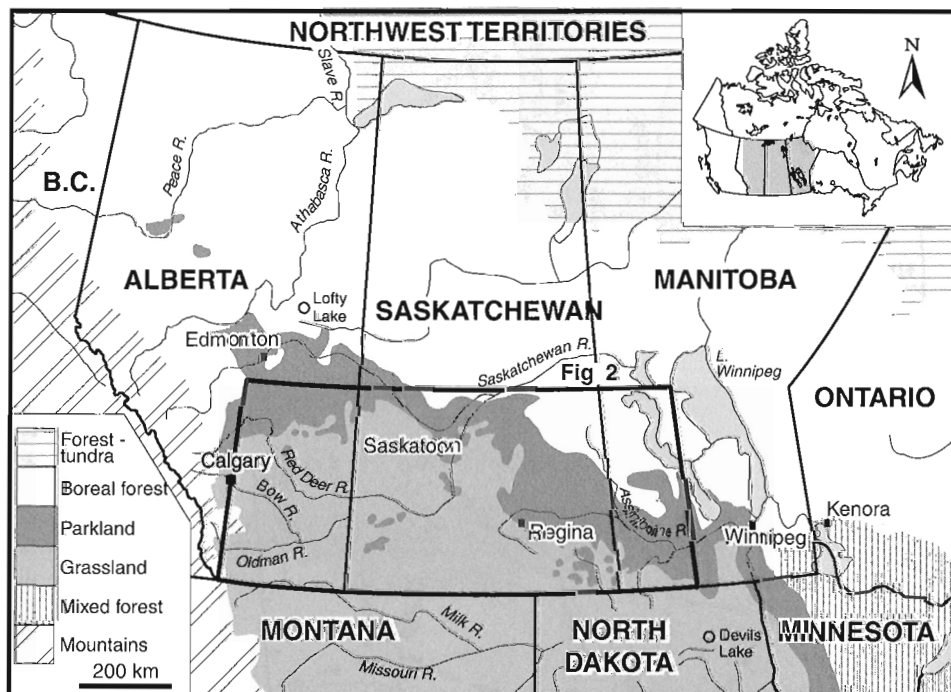 NORTHWEST TERRITORIES
N
Slave R.
Peace R.
Athabasca R.
B.C.
ALBERTA
Lofty
Lake
SASKATCHEWAN
MANITOBA
Edmonton
Saskatchewan R.
Fig 2
L.
Winnipeg
ONTARIO
Forest -
tundra
Boreal forest
Parkland
Grassland
Mixed forest
Mountains
200 km
Calgary
Red Deer R.
Saskatoon
Bow R.
Oldman R.
Regina
Assiniboine R.
Winnipeg
Kenora
MONTANA
Milk R.
Missouri R.
NORTH
DAKOTA
Devils
Lake
MINNESOTA